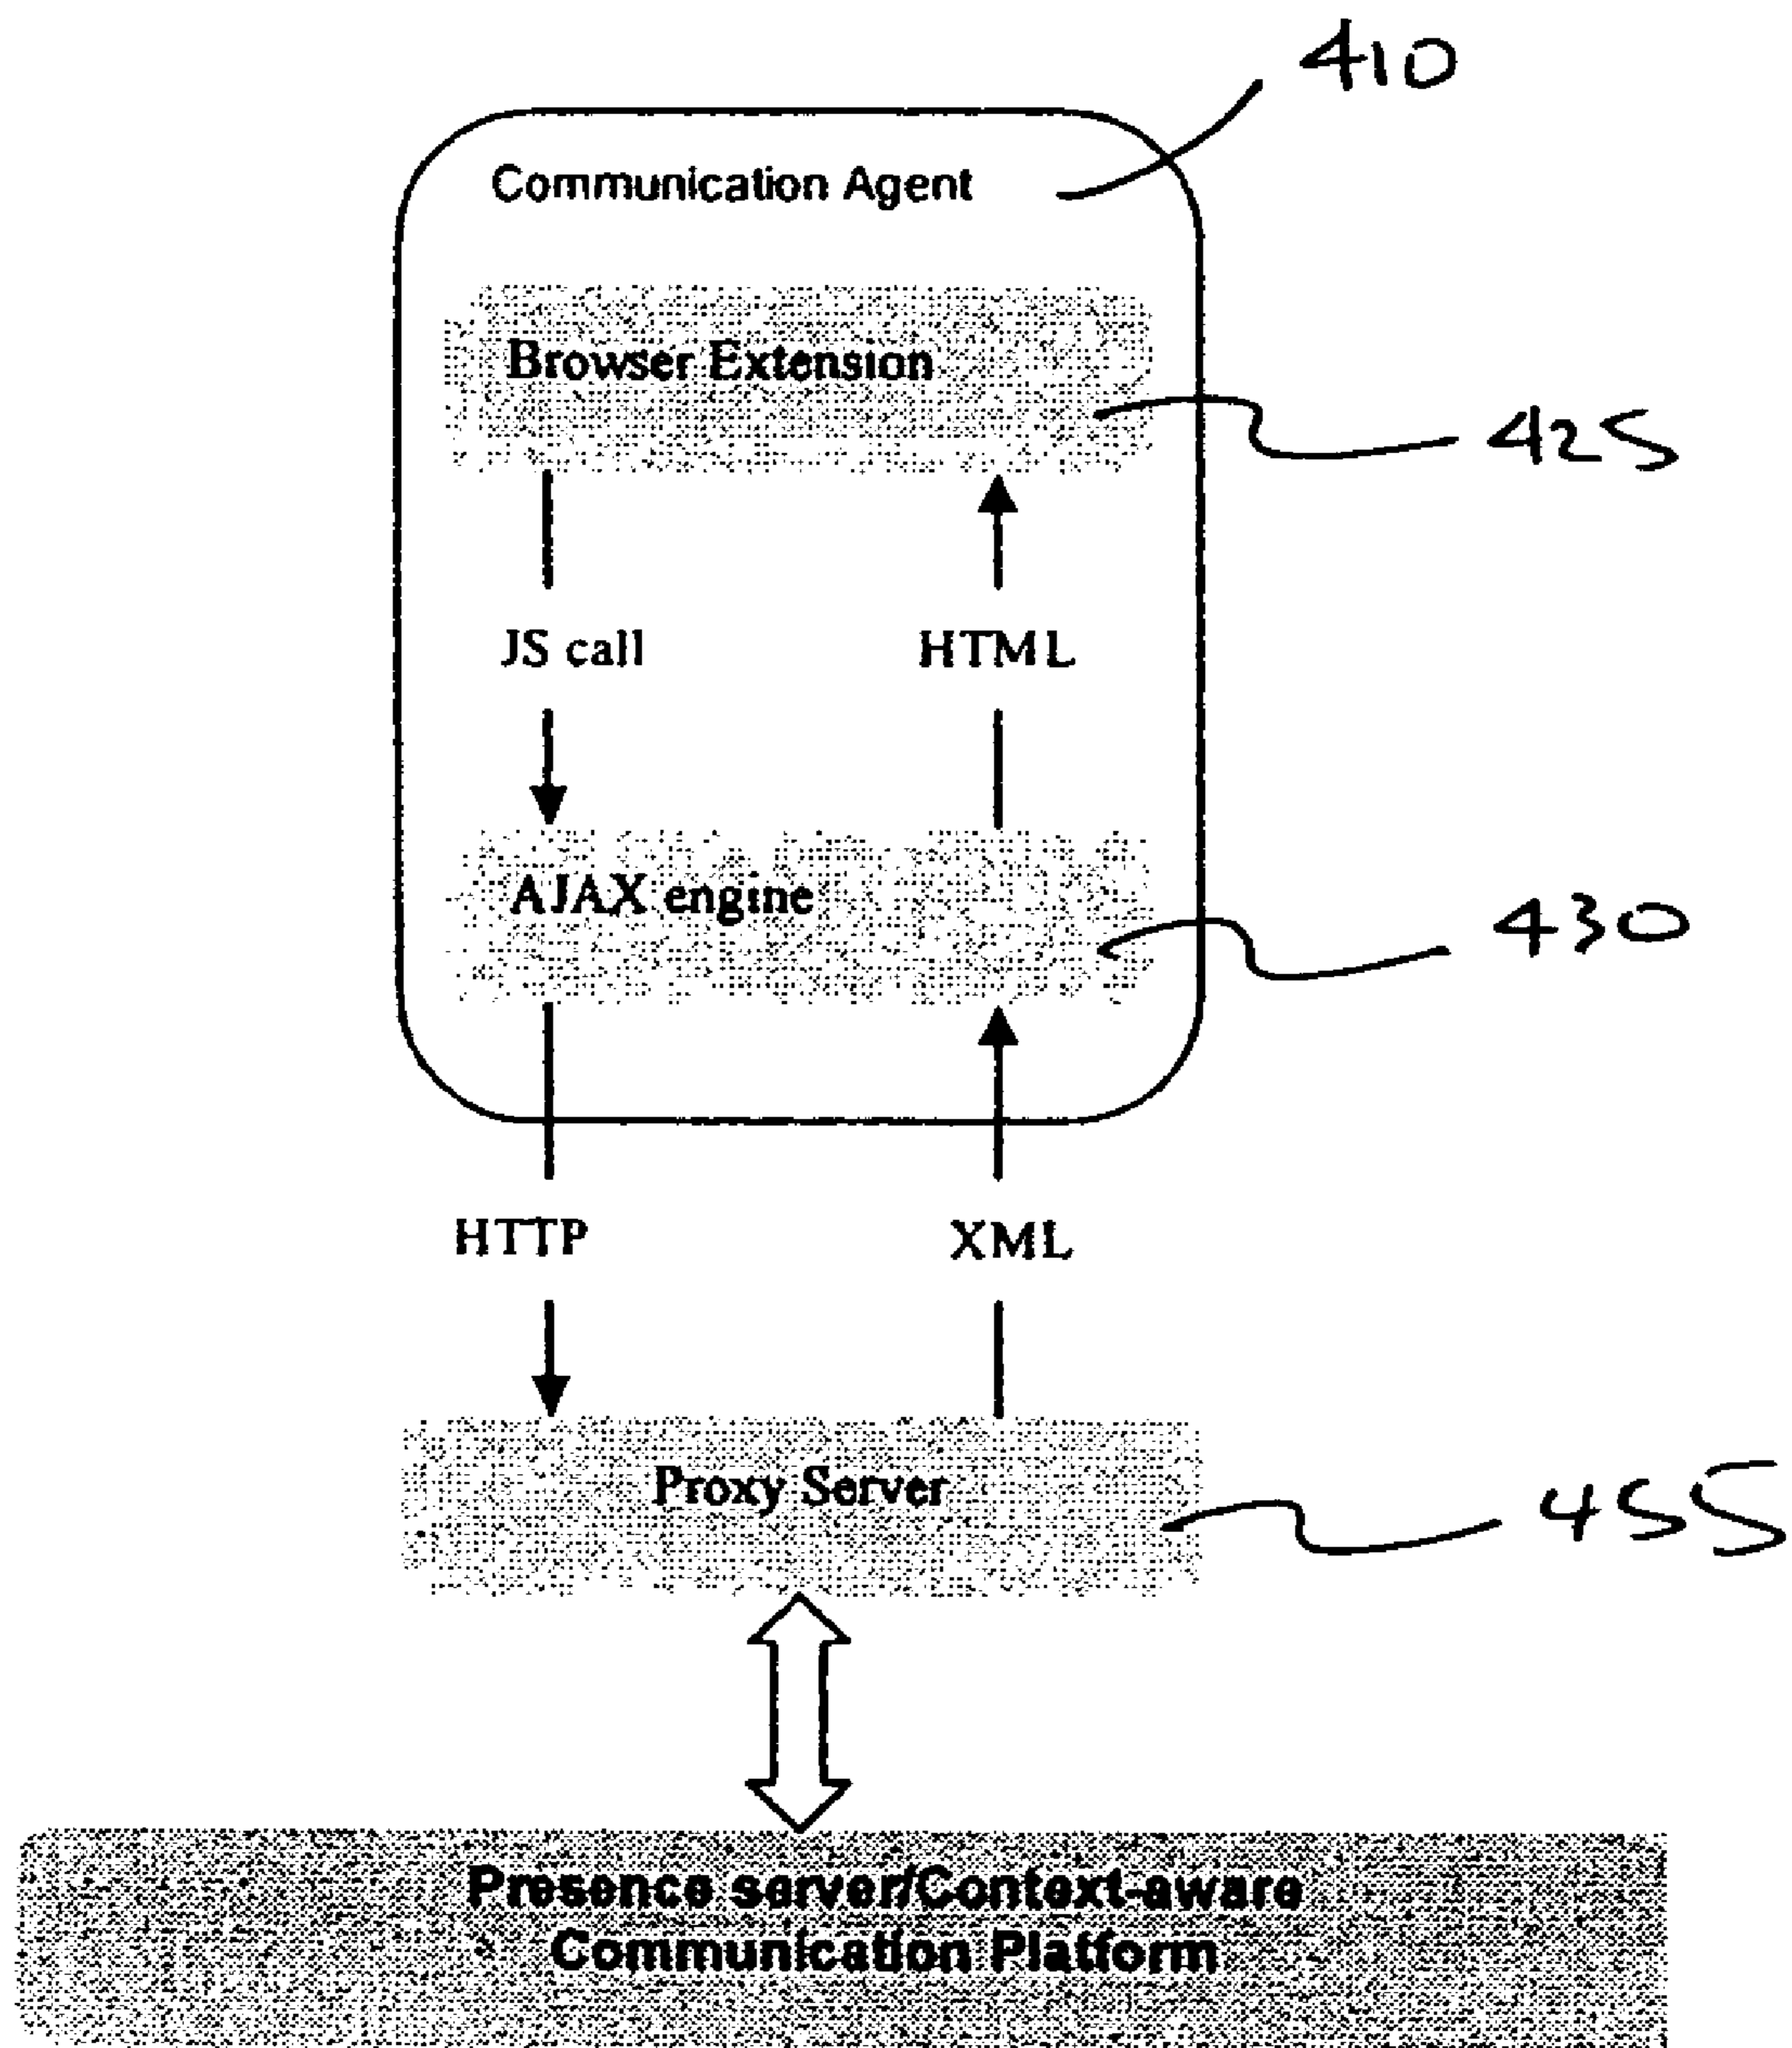 410
Communication Agent
Browser Extension
425
JS call
HTML
AJAX engine
430
HTTP
XML
Proxy Server
455
Presence server/Context-aware
Communication Platform